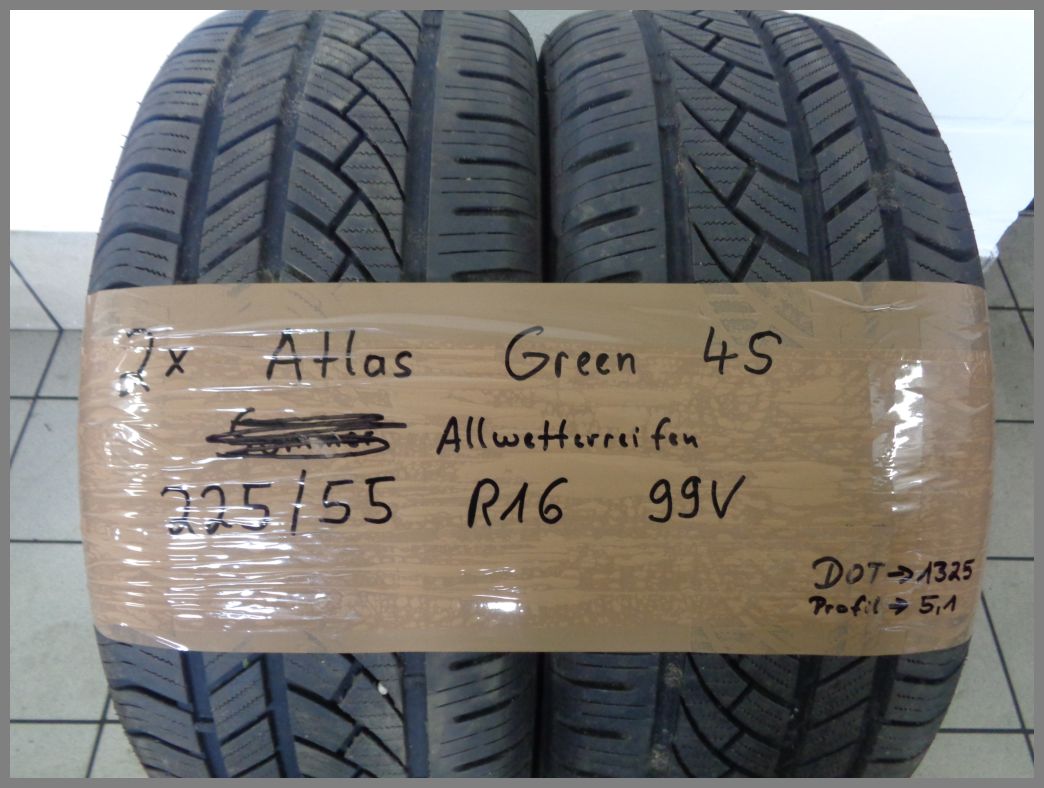 2x Atlas Green 4S
Allwetterreifen
225/55 R16 99V
DOT → 1325
Profil → 5,1